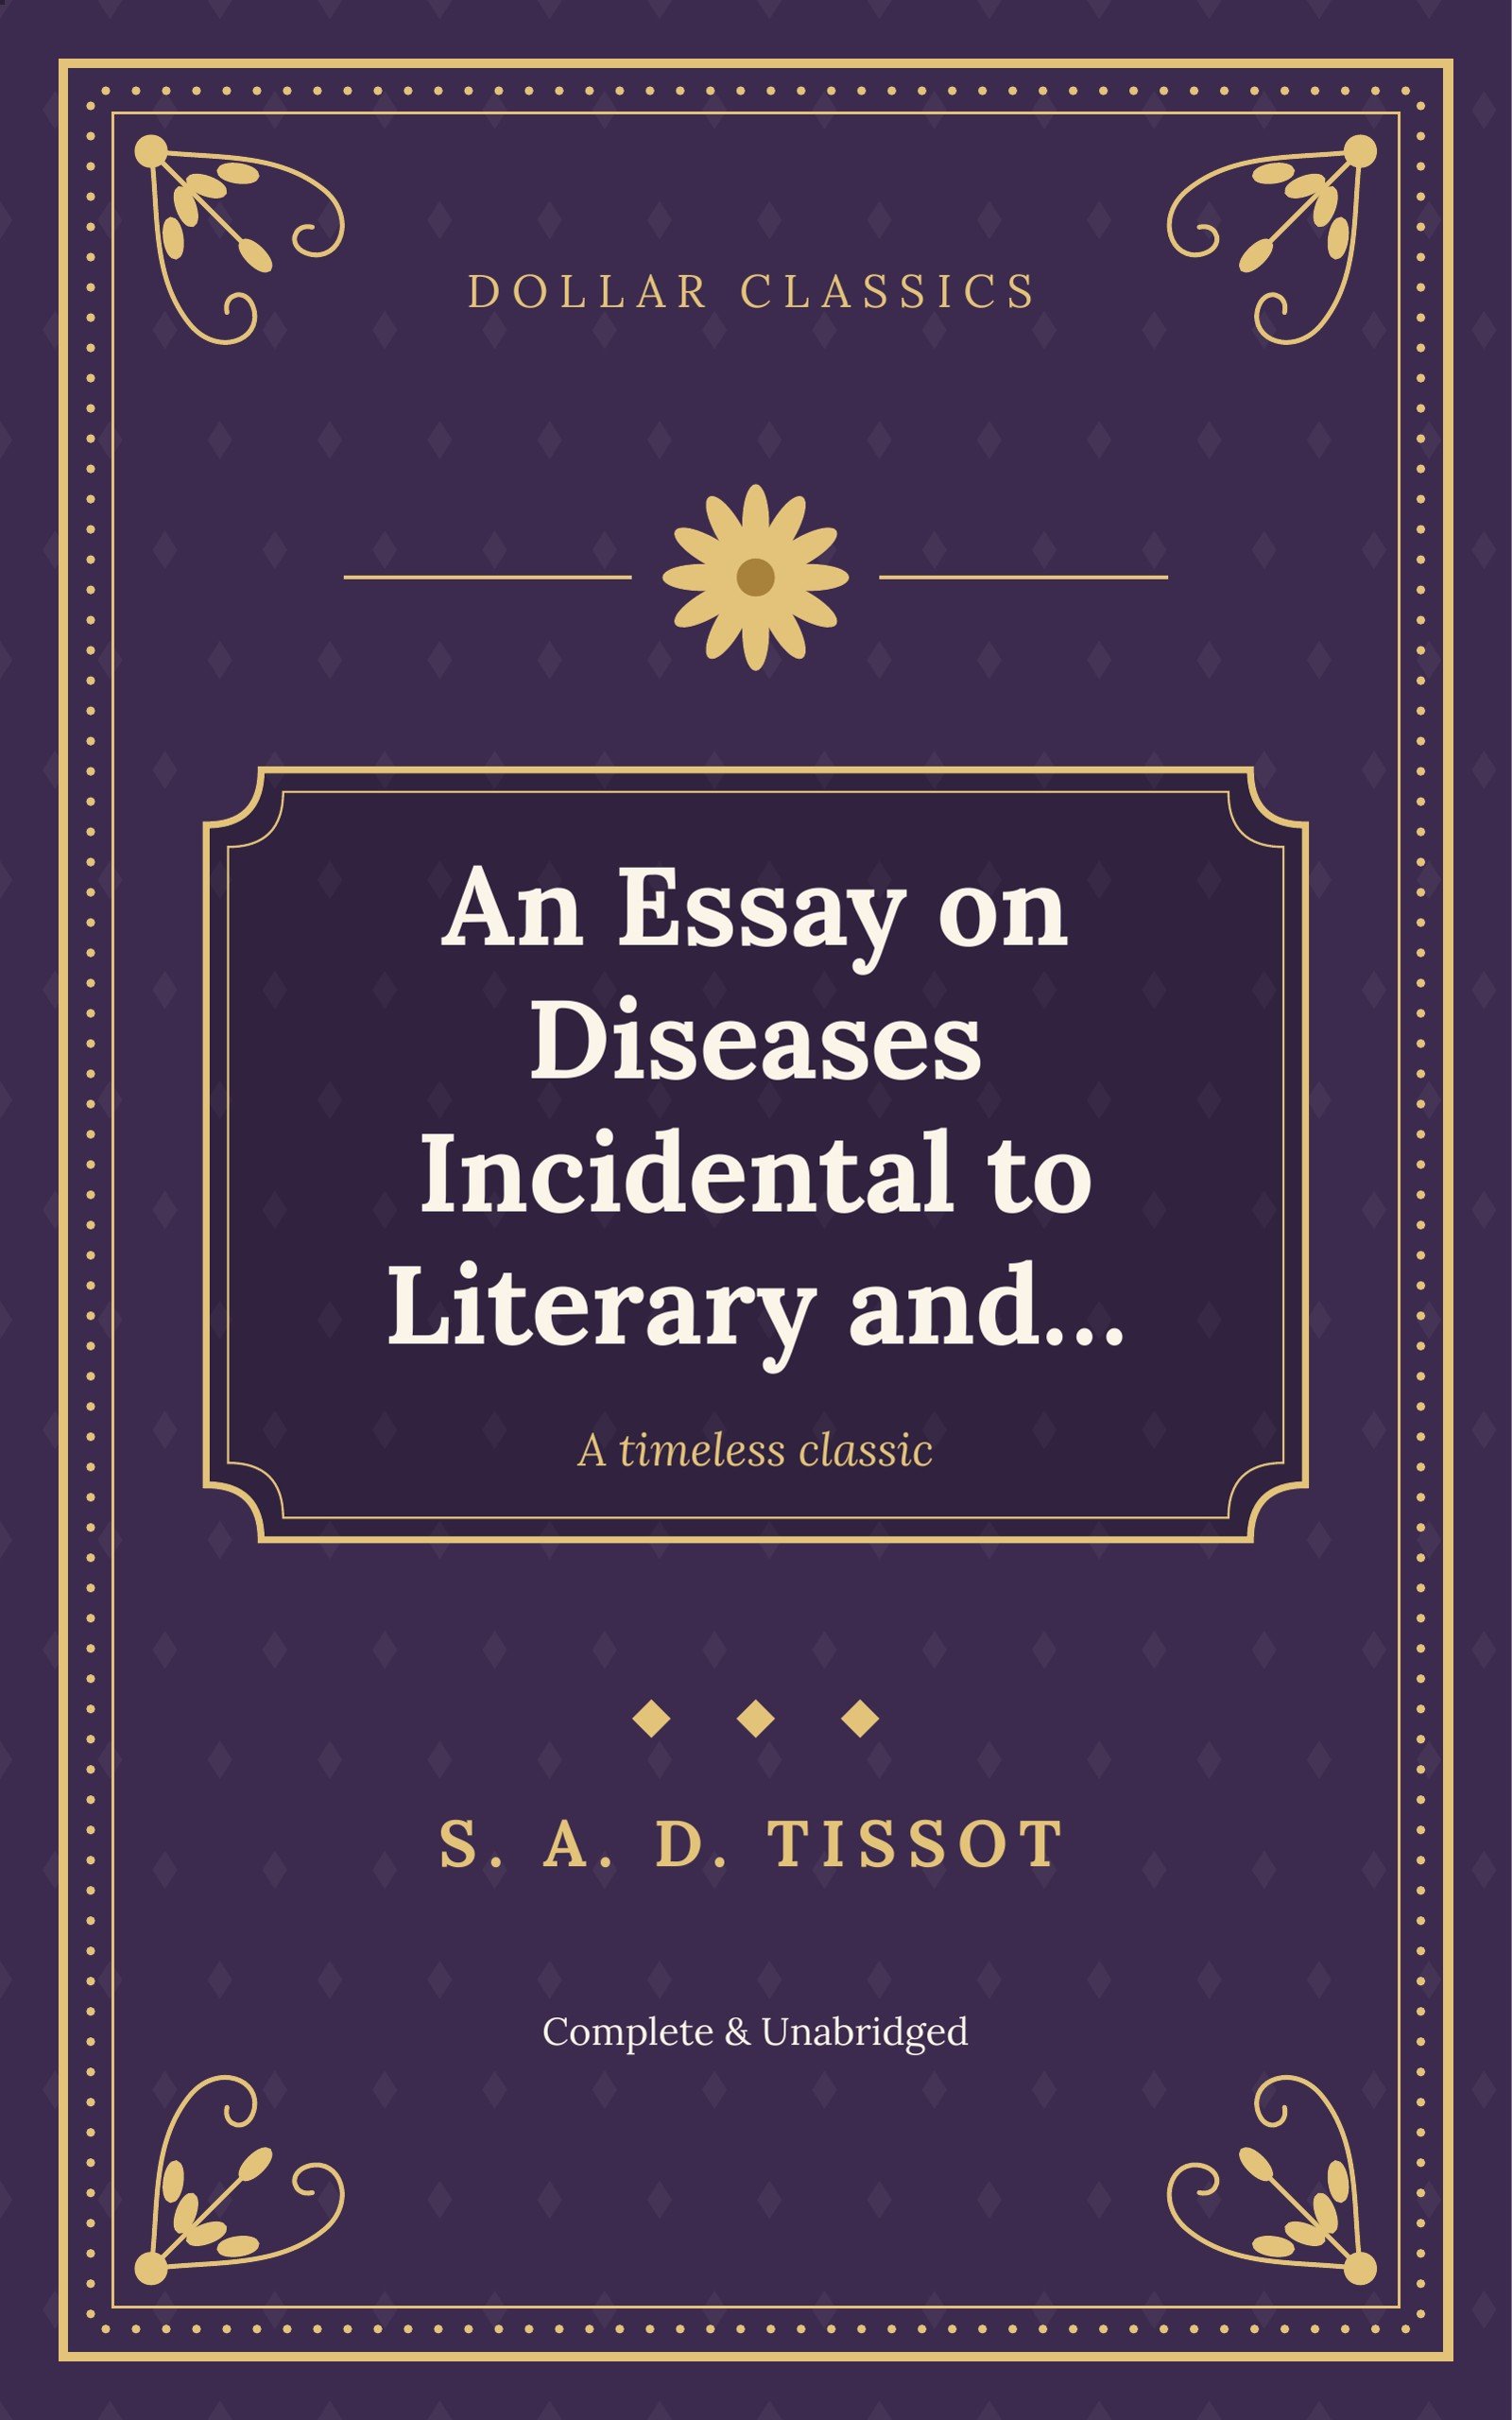 DOLLAR CLASSICS
An Essay on
Diseases
Incidental to
Literary and...
A timeless classic
S. A. D. TISSOT
Complete & Unabridged